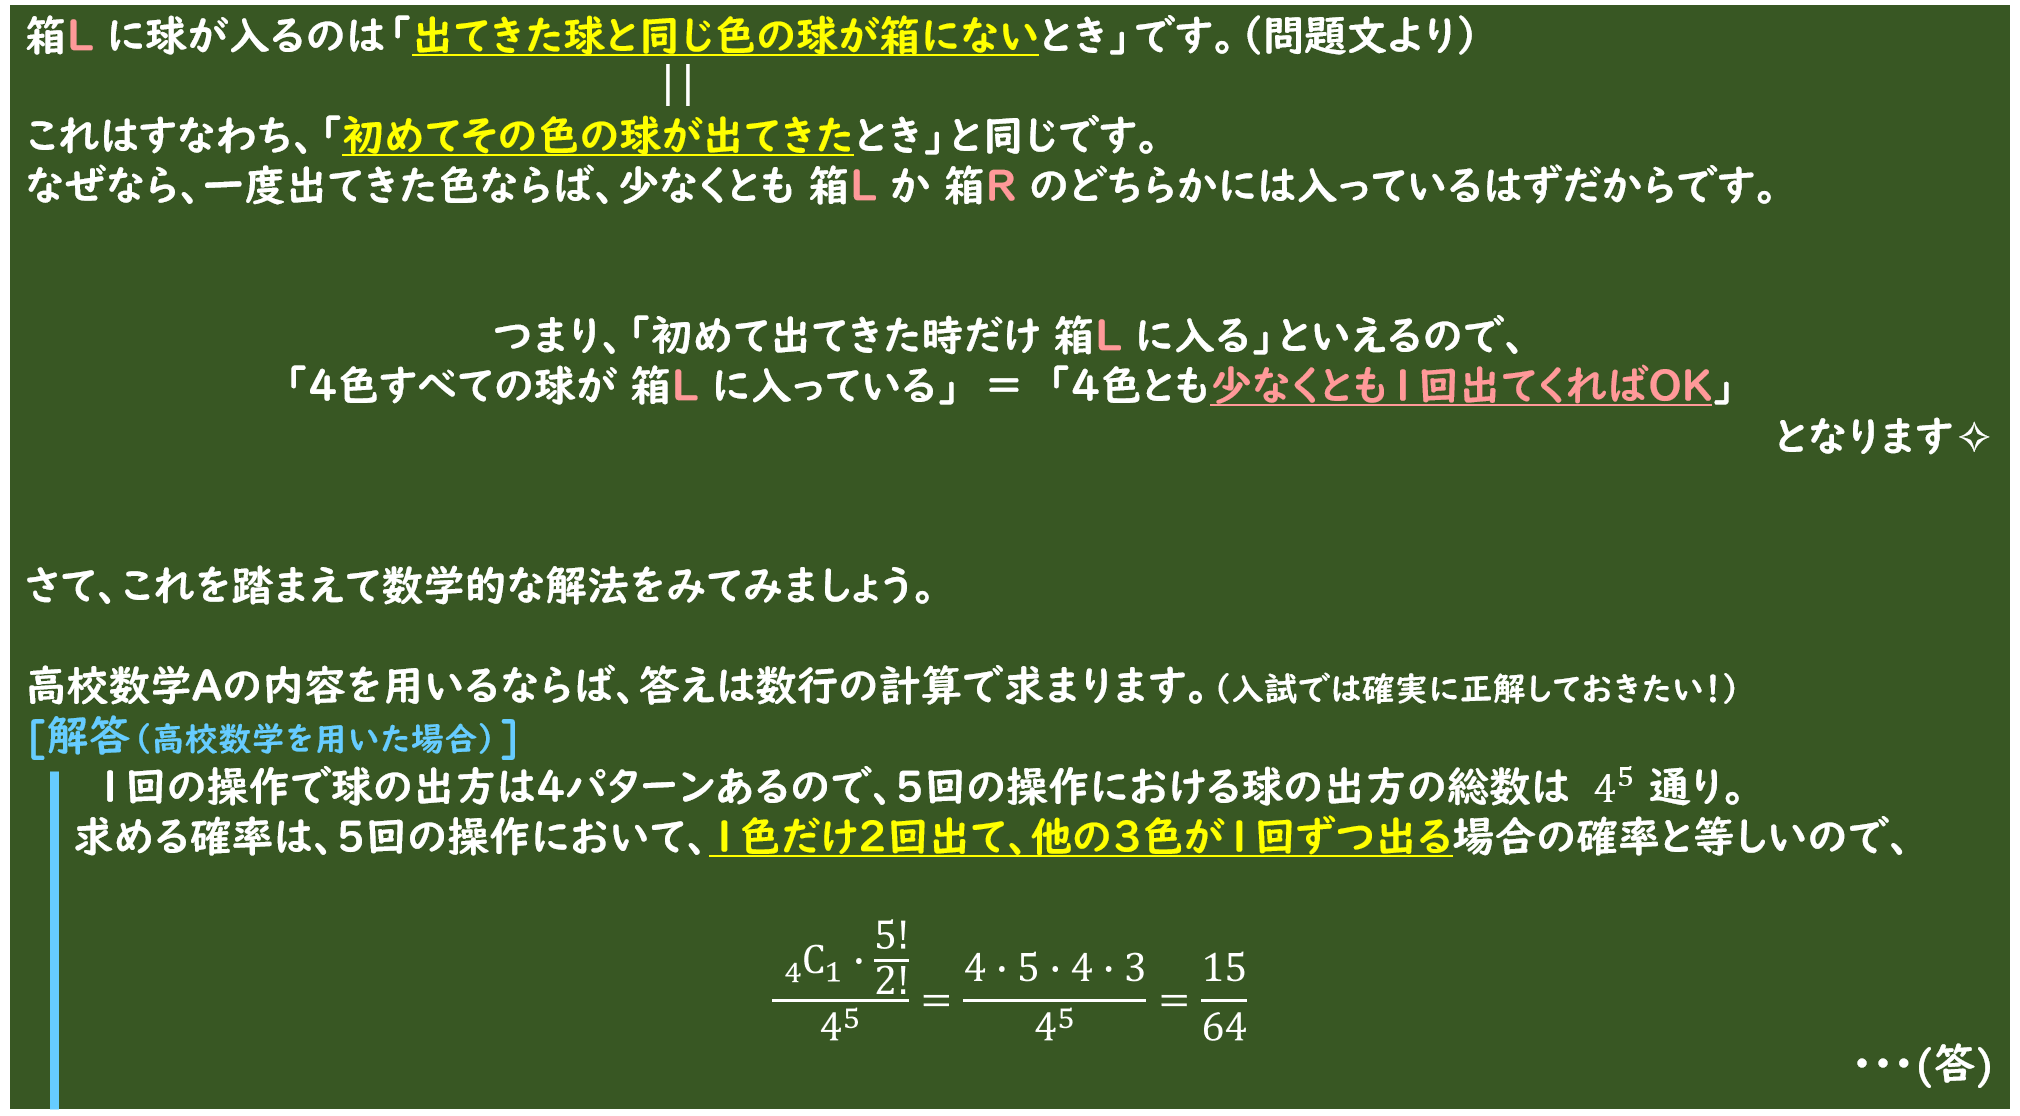 箱L に球が入るのは「出てきた球と同じ色の球が箱にないとき」です。(問題文より)
||
これはすなわち、「初めてその色の球が出てきたとき」と同じです。
なぜなら、一度出てきた色ならば、少なくとも 箱L か 箱R のどちらかには入っているはずだからです。
つまり、「初めて出てきた時だけ 箱L に入る」といえるので、
「4色すべての球が 箱L に入っている」 = 「4色とも少なくとも1回出てくればOK」
となります✧
さて、これを踏まえて数学的な解法をみてみましょう。
高校数学Aの内容を用いるならば、答えは数行の計算で求まります。(入試では確実に正解しておきたい!)
[解答(高校数学を用いた場合)]
1回の操作で球の出方は4パターンあるので、5回の操作における球の出方の総数は 4⁵ 通り。
求める確率は、5回の操作において、1色だけ2回出て、他の3色が1回ずつ出る場合の確率と等しいので、
(₄C₁・5!/2!)/4⁵ = (4・5・4・3)/4⁵ = 15/64
・・・(答)